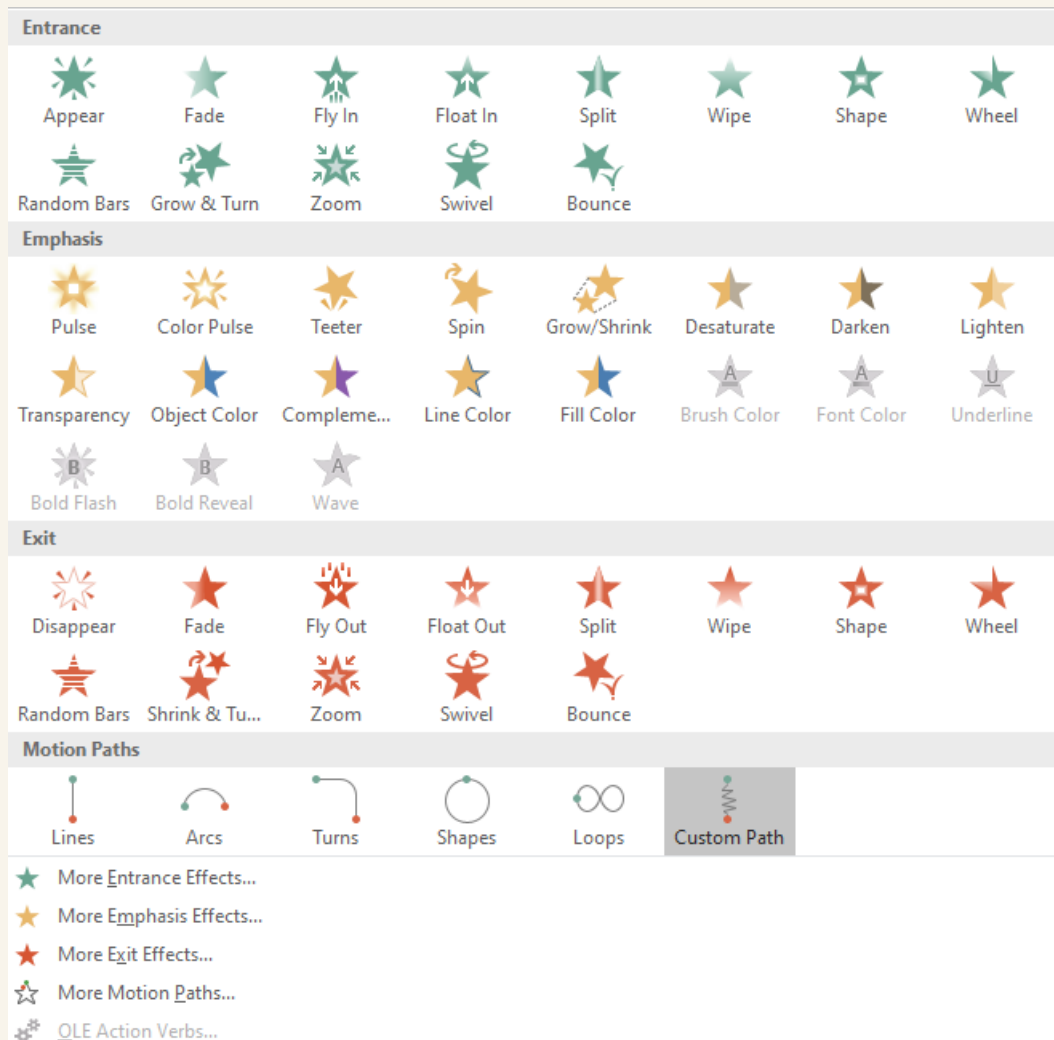 Entrance
Appear Fade Fly In Float In Split Wipe Shape Wheel
Random Bars Grow & Turn Zoom Swivel Bounce
Emphasis
Pulse Color Pulse Teeter Spin Grow/Shrink Desaturate Darken Lighten
Transparency Object Color Compleme... Line Color Fill Color Brush Color Font Color Underline
Bold Flash Bold Reveal Wave
Exit
Disappear Fade Fly Out Float Out Split Wipe Shape Wheel
Random Bars Shrink & Tu... Zoom Swivel Bounce
Motion Paths
Lines Arcs Turns Shapes Loops Custom Path
More Entrance Effects...
More Emphasis Effects...
More Exit Effects...
More Motion Paths...
OLE Action Verbs...